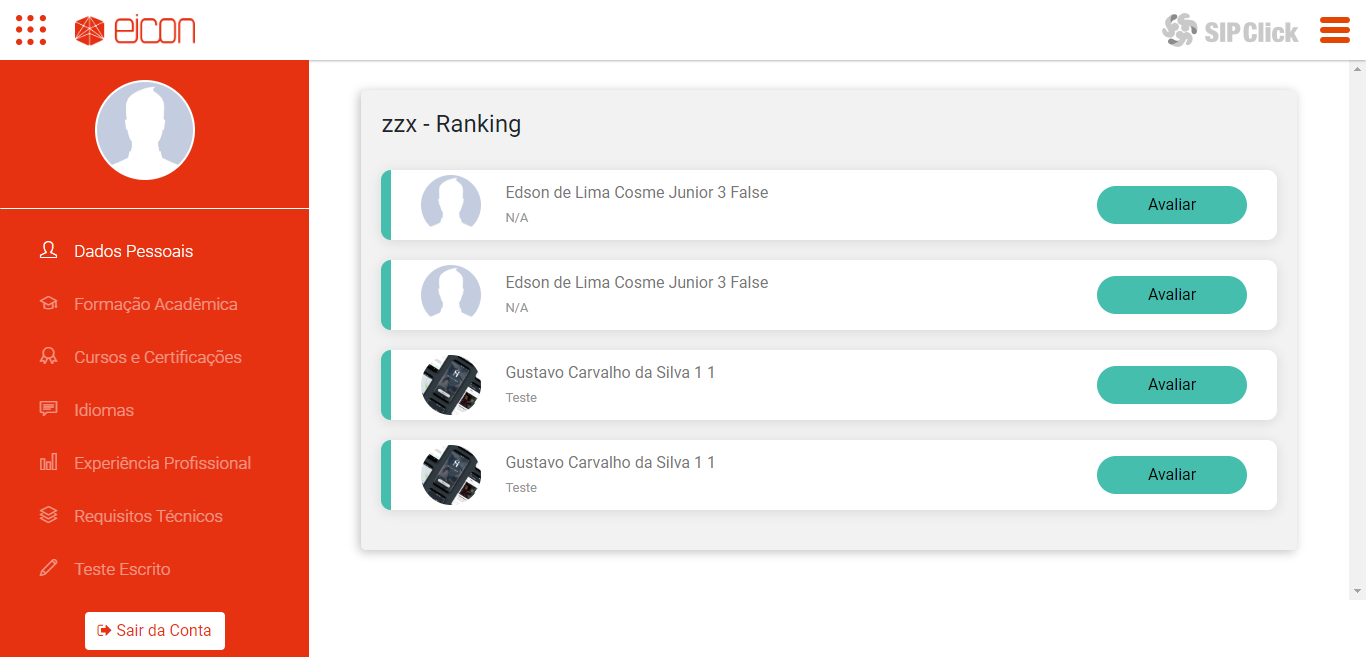 eicon
SIP Click
Dados Pessoais
Formação Acadêmica
Cursos e Certificações
Idiomas
Experiência Profissional
Requisitos Técnicos
Teste Escrito
Sair da Conta
zzx - Ranking
Edson de Lima Cosme Junior 3 False
N/A
Avaliar
Edson de Lima Cosme Junior 3 False
N/A
Avaliar
Gustavo Carvalho da Silva 1 1
Teste
Avaliar
Gustavo Carvalho da Silva 1 1
Teste
Avaliar